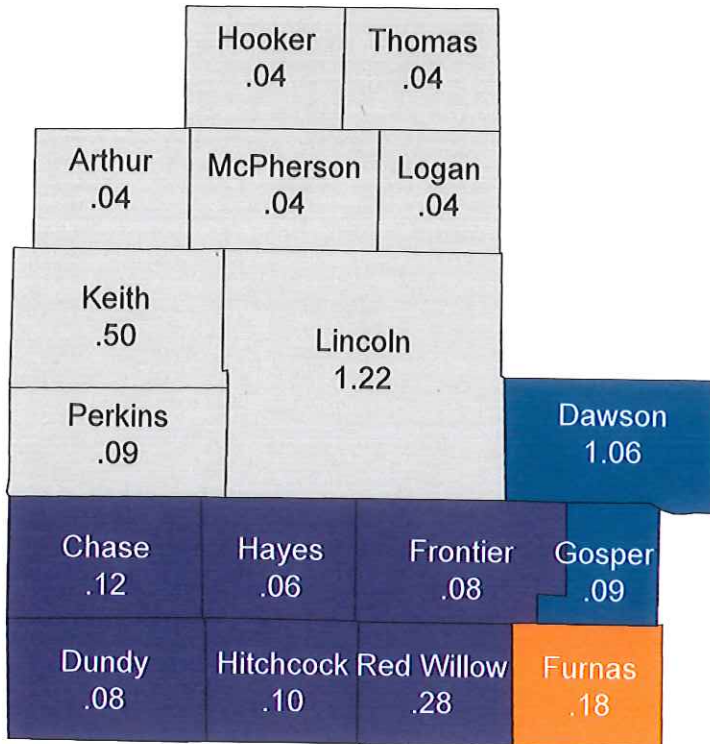 Hooker
.04
Thomas
.04
Arthur
.04
McPherson
.04
Logan
.04
Keith
.50
Lincoln
1.22
Perkins
.09
Dawson
1.06
Chase
.12
Hayes
.06
Frontier
.08
Gosper
.09
Dundy
.08
Hitchcock
.10
Red Willow
.28
Furnas
.18